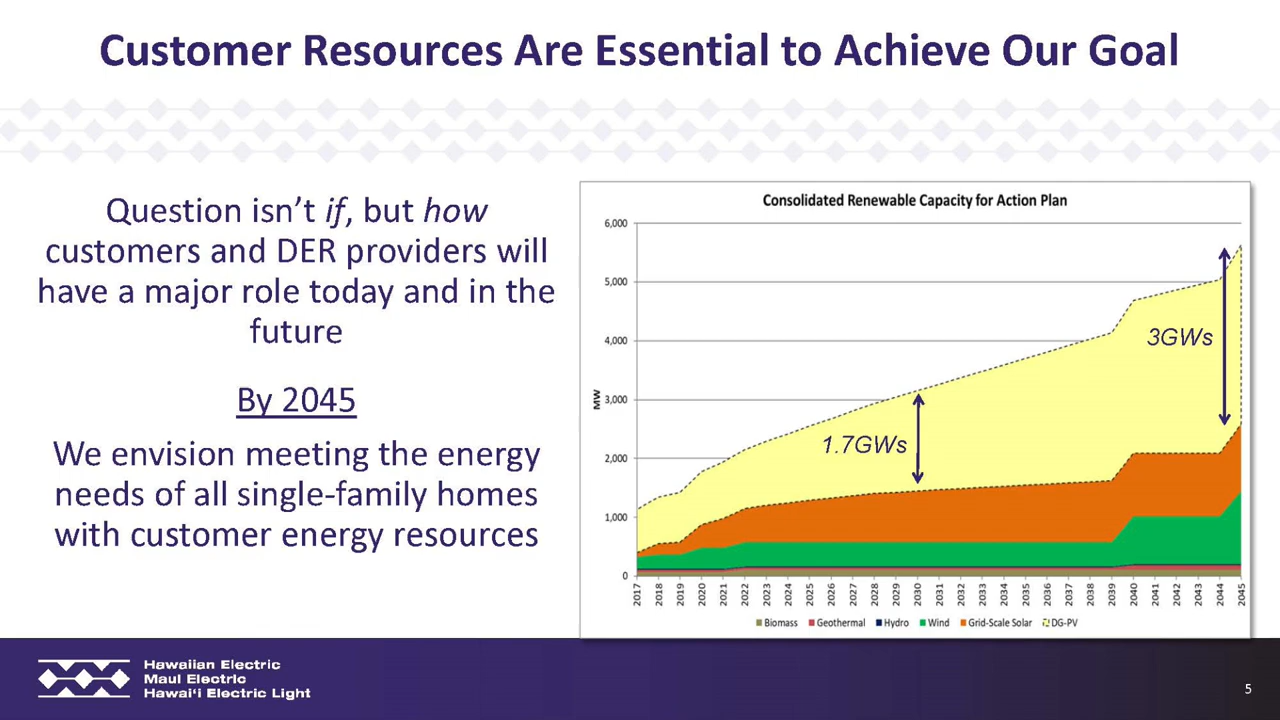 Customer Resources Are Essential to Achieve Our Goal
Question isn’t if, but how
customers and DER providers will
have a major role today and in the
future
By 2045
We envision meeting the energy
needs of all single-family homes
with customer energy resources
Consolidated Renewable Capacity for Action Plan
MW
6,000
5,000
4,000
3,000
2,000
1,000
0
3GWs
1.7GWs
2017 2018 2019 2020 2021 2022 2023 2024 2025 2026 2027 2028 2029 2030 2031 2032 2033 2034 2035 2036 2037 2038 2039 2040 2041 2042 2043 2044 2045
Biomass Geothermal Hydro Wind Grid-Scale Solar DG-PV
Hawaiian Electric
Maui Electric
Hawai‘i Electric Light
5